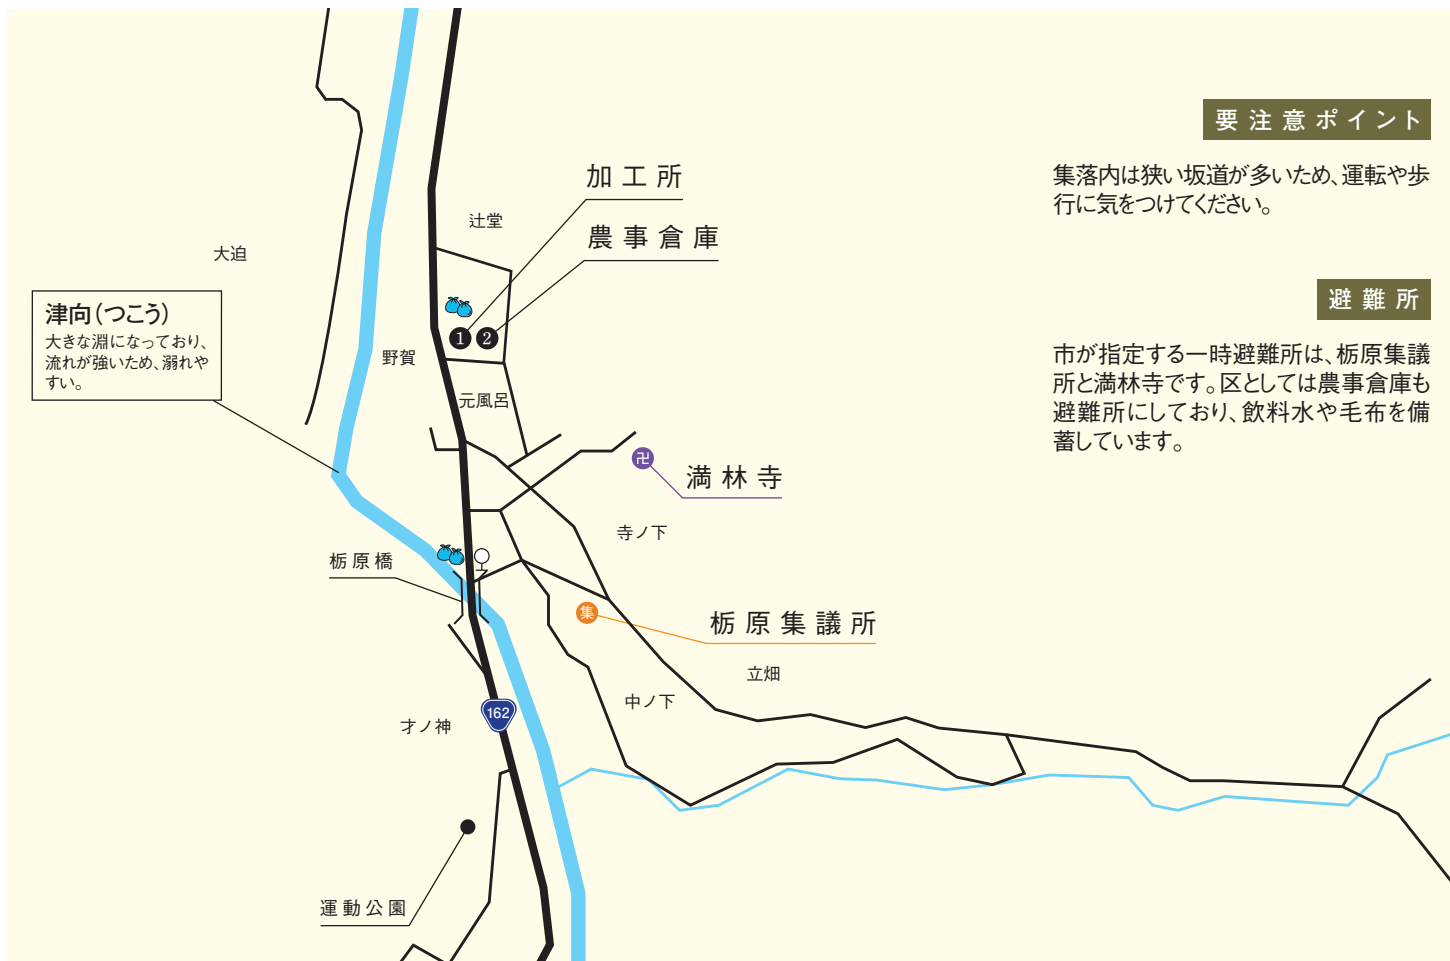 要注意ポイント
集落内は狭い坂道が多いため、運転や歩
行に気をつけてください。
避難所
市が指定する一時避難所は、栃原集議
所と満林寺です。区としては農事倉庫も
避難所にしており、飲料水や毛布を備
蓄しています。
加工所
辻堂
農事倉庫
大迫
津向(つこう)
大きな淵になっており、
流れが強いため、溺れや
すい。
1
2
野賀
元風呂
卍
満林寺
寺ノ下
栃原橋
集
栃原集議所
立畑
中ノ下
162
才ノ神
運動公園